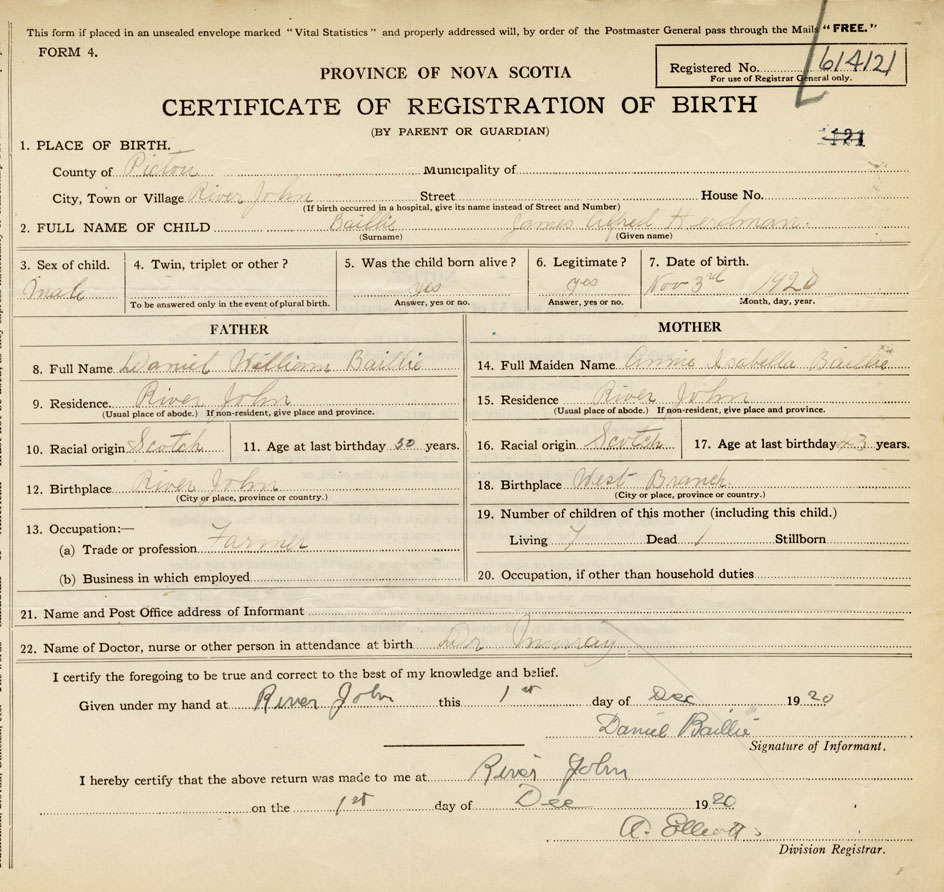 This form if placed in an unsealed envelope marked "Vital Statistics" and properly addressed will, by order of the Postmaster General pass through the Mails "FREE."
FORM 4.
PROVINCE OF NOVA SCOTIA
Registered No. 61421
For use of Registrar General only.
CERTIFICATE OF REGISTRATION OF BIRTH
(BY PARENT OR GUARDIAN)
121
1. PLACE OF BIRTH.
County of Pictou Municipality of
City, Town or Village River John Street House No.
(If birth occurred in a hospital, give its name instead of Street and Number)
2. FULL NAME OF CHILD Baillie James Alfred Herdman
(Surname) (Given name)
3. Sex of child. 4. Twin, triplet or other? 5. Was the child born alive? 6. Legitimate? 7. Date of birth.
male yes yes Nov 3rd 1920
To be answered only in the event of plural birth. Answer, yes or no. Answer, yes or no. Month, day, year.
FATHER
8. Full Name Daniel William Baillie
9. Residence. River John
(Usual place of abode.) If non-resident, give place and province.
10. Racial origin Scotch 11. Age at last birthday 50 years.
12. Birthplace River John
(City or place, province or country.)
13. Occupation:—
(a) Trade or profession Farmer
(b) Business in which employed
MOTHER
14. Full Maiden Name Annie Isabella Baillie
15. Residence River John
(Usual place of abode.) If non-resident, give place and province.
16. Racial origin Scotch 17. Age at last birthday years.
18. Birthplace West Branch
(City or place, province or country.)
19. Number of children of this mother (including this child.)
Living 7 Dead 1 Stillborn
20. Occupation, if other than household duties
21. Name and Post Office address of Informant
22. Name of Doctor, nurse or other person in attendance at birth Dr Murray
I certify the foregoing to be true and correct to the best of my knowledge and belief.
Given under my hand at River John this 1st day of Dec 1920
Daniel Baillie
Signature of Informant.
I hereby certify that the above return was made to me at River John
on the 1st day of Dec 1920
A.
Division Registrar.